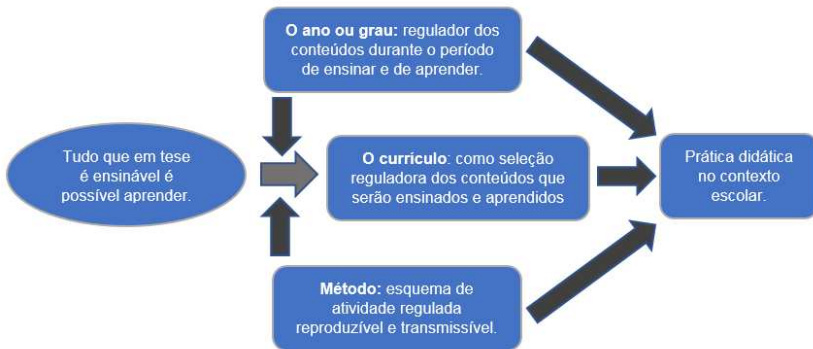 O ano ou grau: regulador dos
conteúdos durante o período
de ensinar e de aprender.
Tudo que em tese
é ensinável é
possível aprender.
O currículo: como seleção
reguladora dos conteúdos que
serão ensinados e aprendidos
Prática didática
no contexto
escolar.
Método: esquema de
atividade regulada
reproduzível e transmissível.